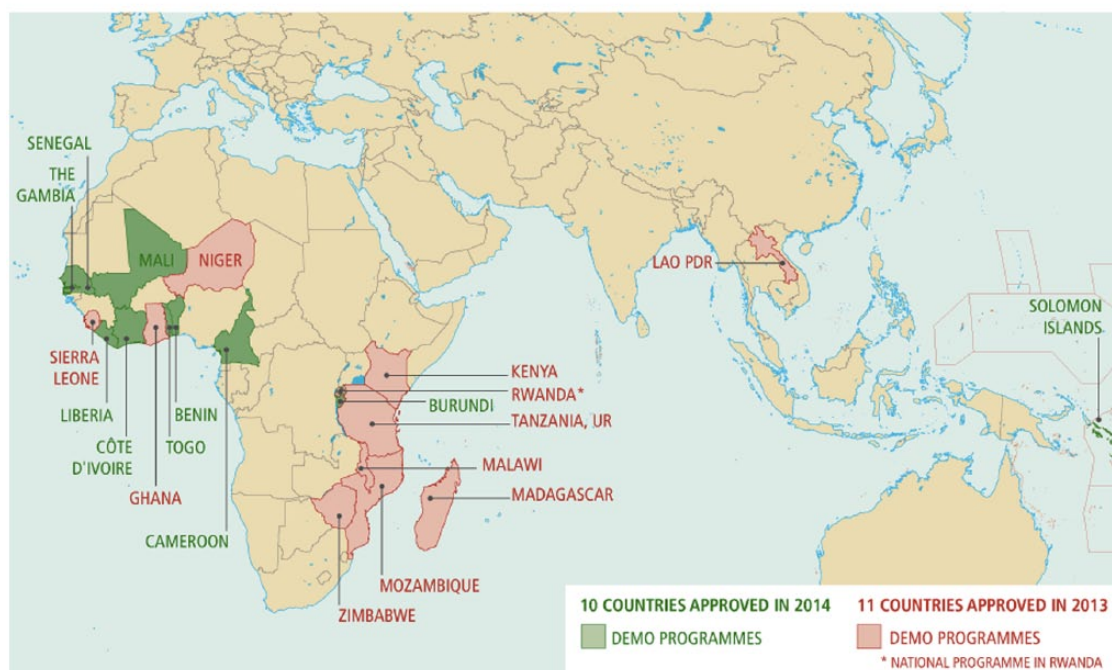 SENEGAL
THE
GAMBIA
MALI
NIGER
LAO PDR
SOLOMON
ISLANDS
SIERRA
LEONE
KENYA
RWANDA*
BURUNDI
LIBERIA
BENIN
TANZANIA, UR
CÔTE
D'IVOIRE
TOGO
MALAWI
GHANA
MADAGASCAR
CAMEROON
MOZAMBIQUE
ZIMBABWE
10 COUNTRIES APPROVED IN 2014
DEMO PROGRAMMES
11 COUNTRIES APPROVED IN 2013
DEMO PROGRAMMES
* NATIONAL PROGRAMME IN RWANDA